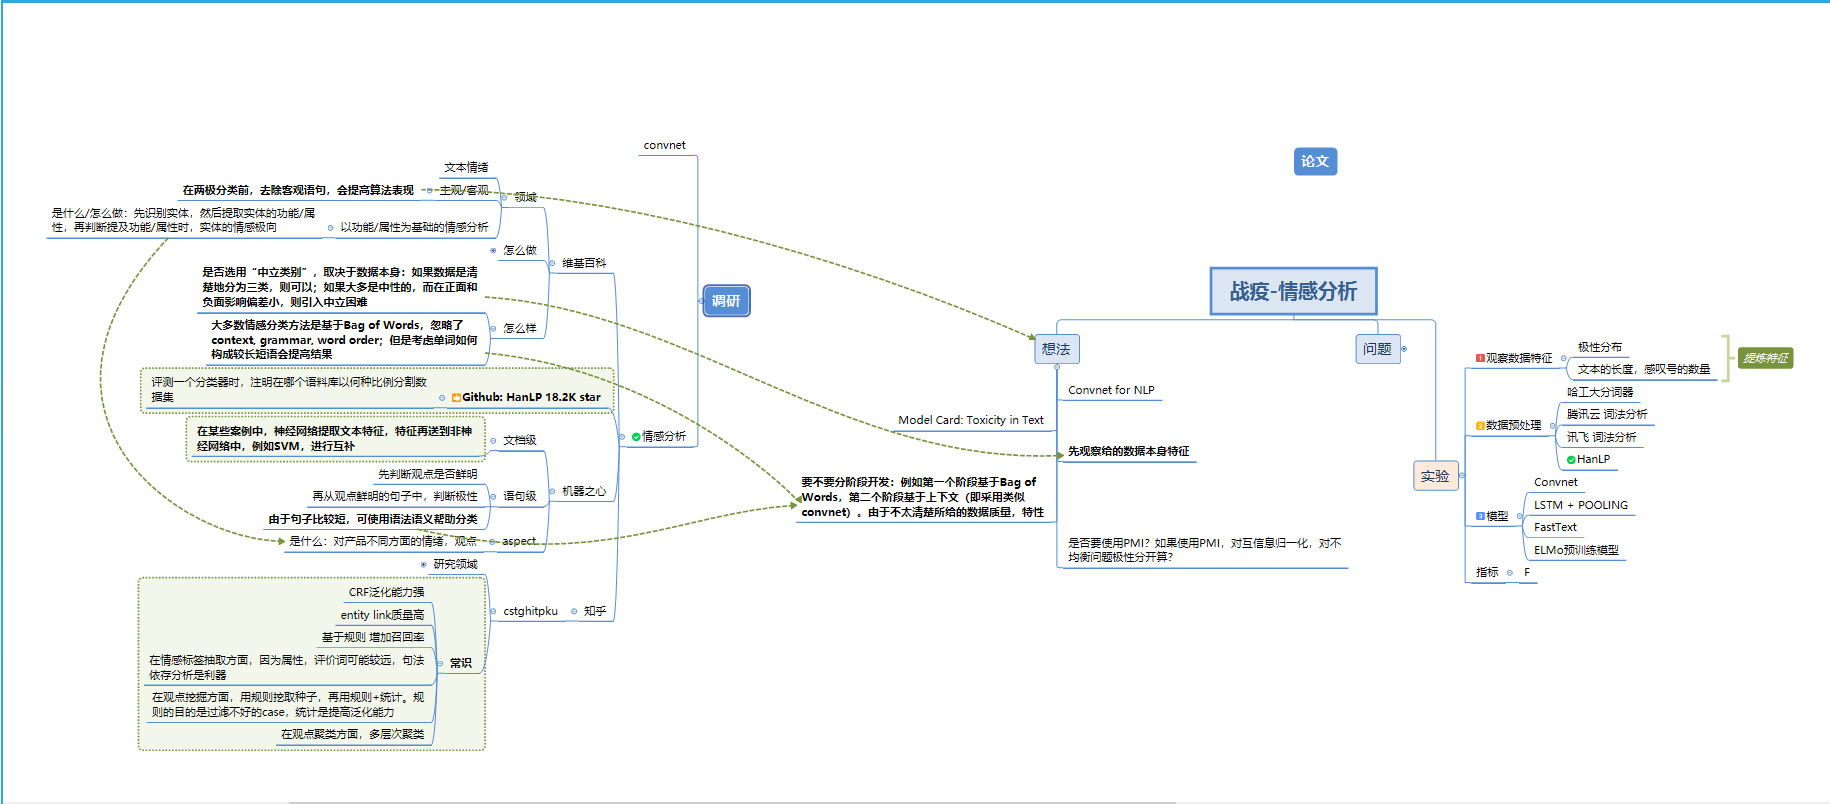 convnet
文本情绪
在两极分类前，去除客观语句，会提高算法表现
主观/客观
领域
是什么/怎么做：先识别实体，然后提取实体的功能/属
性，再判断提及功能/属性时，实体的情感极向
以功能/属性为基础的情感分析
怎么做
维基百科
是否选用“中立类别”，取决于数据本身：如果数据是清
楚地分为三类，则可以；如果大多是中性的，而在正面和
负面影响偏差小，则引入中立困难
怎么样
大多数情感分类方法是基于Bag of Words，忽略了
context, grammar, word order；但是考虑单词如何
构成较长短语会提高结果
评测一个分类器时，注明在哪个语料库以何种比例分割数
据集
Github: HanLP 18.2K star
情感分析
在某些案例中，神经网络提取文本特征，特征再送到非神
经网络中，例如SVM，进行互补
文档级
先判断观点是否鲜明
再从观点鲜明的句子中，判断极性
语句级
机器之心
由于句子比较短，可使用语法语义帮助分类
是什么：对产品不同方面的情绪，观点
aspect
研究领域
cstghitpku
知乎
CRF泛化能力强
entity link质量高
基于规则 增加召回率
在情感标签抽取方面，因为属性，评价词可能较远，句法
依存分析是利器
常识
在观点挖掘方面，用规则挖取种子，再用规则+统计。规
则的目的是过滤不好的case，统计是提高泛化能力
在观点聚类方面，多层次聚类
调研
论文
战疫-情感分析
想法
问题
Convnet for NLP
Model Card: Toxicity in Text
先观察给的数据本身特征
要不要分阶段开发：例如第一个阶段基于Bag of
Words，第二个阶段基于上下文（即采用类似
convnet）。由于不太清楚所给的数据质量，特性
是否要使用PMI？如果使用PMI，对互信息归一化，对不
均衡问题极性分开算？
实验
1 观察数据特征
极性分布
文本的长度，感叹号的数量
提炼特征
2 数据预处理
哈工大分词器
腾讯云 词法分析
讯飞 词法分析
HanLP
3 模型
Convnet
LSTM + POOLING
FastText
ELMo预训练模型
指标
F